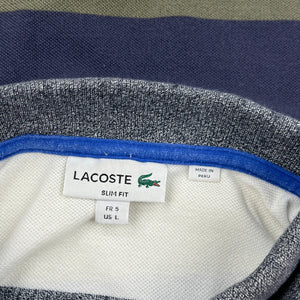 LACOSTE
SLIM FIT
FR 5
US L
MADE IN
PERU